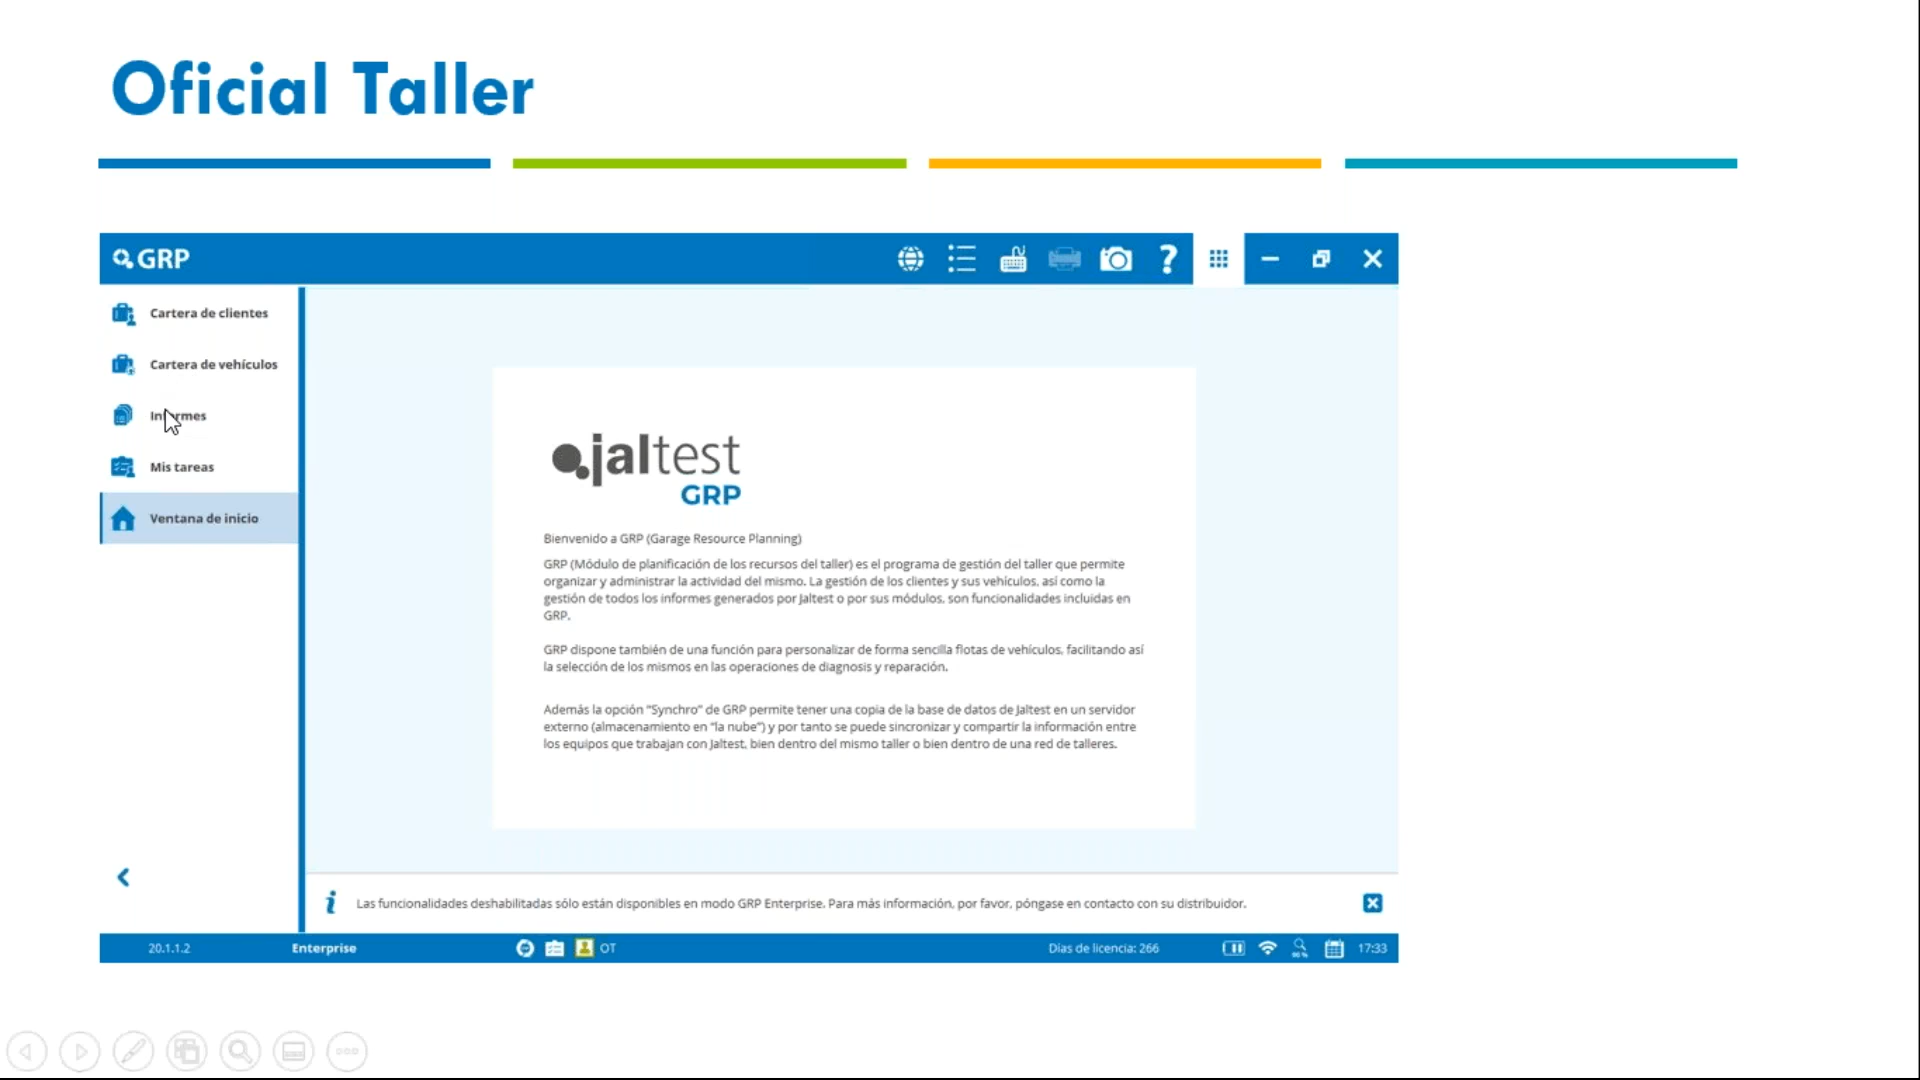 Oficial Taller
GRP
Cartera de clientes
Cartera de vehículos
Informes
Mis tareas
Ventana de inicio
jaltest
GRP
Bienvenido a GRP (Garage Resource Planning)
GRP (Módulo de planificación de los recursos del taller) es el programa de gestión del taller que permite
organizar y administrar la actividad del mismo. La gestión de los clientes y sus vehículos, así como la
gestión de todos los informes generados por Jaltest o por sus módulos, son funcionalidades incluidas en
GRP.
GRP dispone también de una función para personalizar de forma sencilla flotas de vehículos, facilitando así
la selección de los mismos en las operaciones de diagnosis y reparación.
Además la opción "Synchro" de GRP permite tener una copia de la base de datos de Jaltest en un servidor
externo (almacenamiento en "la nube") y por tanto se puede sincronizar y compartir la información entre
los equipos que trabajan con Jaltest, bien dentro del mismo taller o bien dentro de una red de talleres.
Las funcionalidades deshabilitadas sólo están disponibles en modo GRP Enterprise. Para más información, por favor, póngase en contacto con su distribuidor.
20.1.1.2 Enterprise OT Días de licencia: 266 17:33